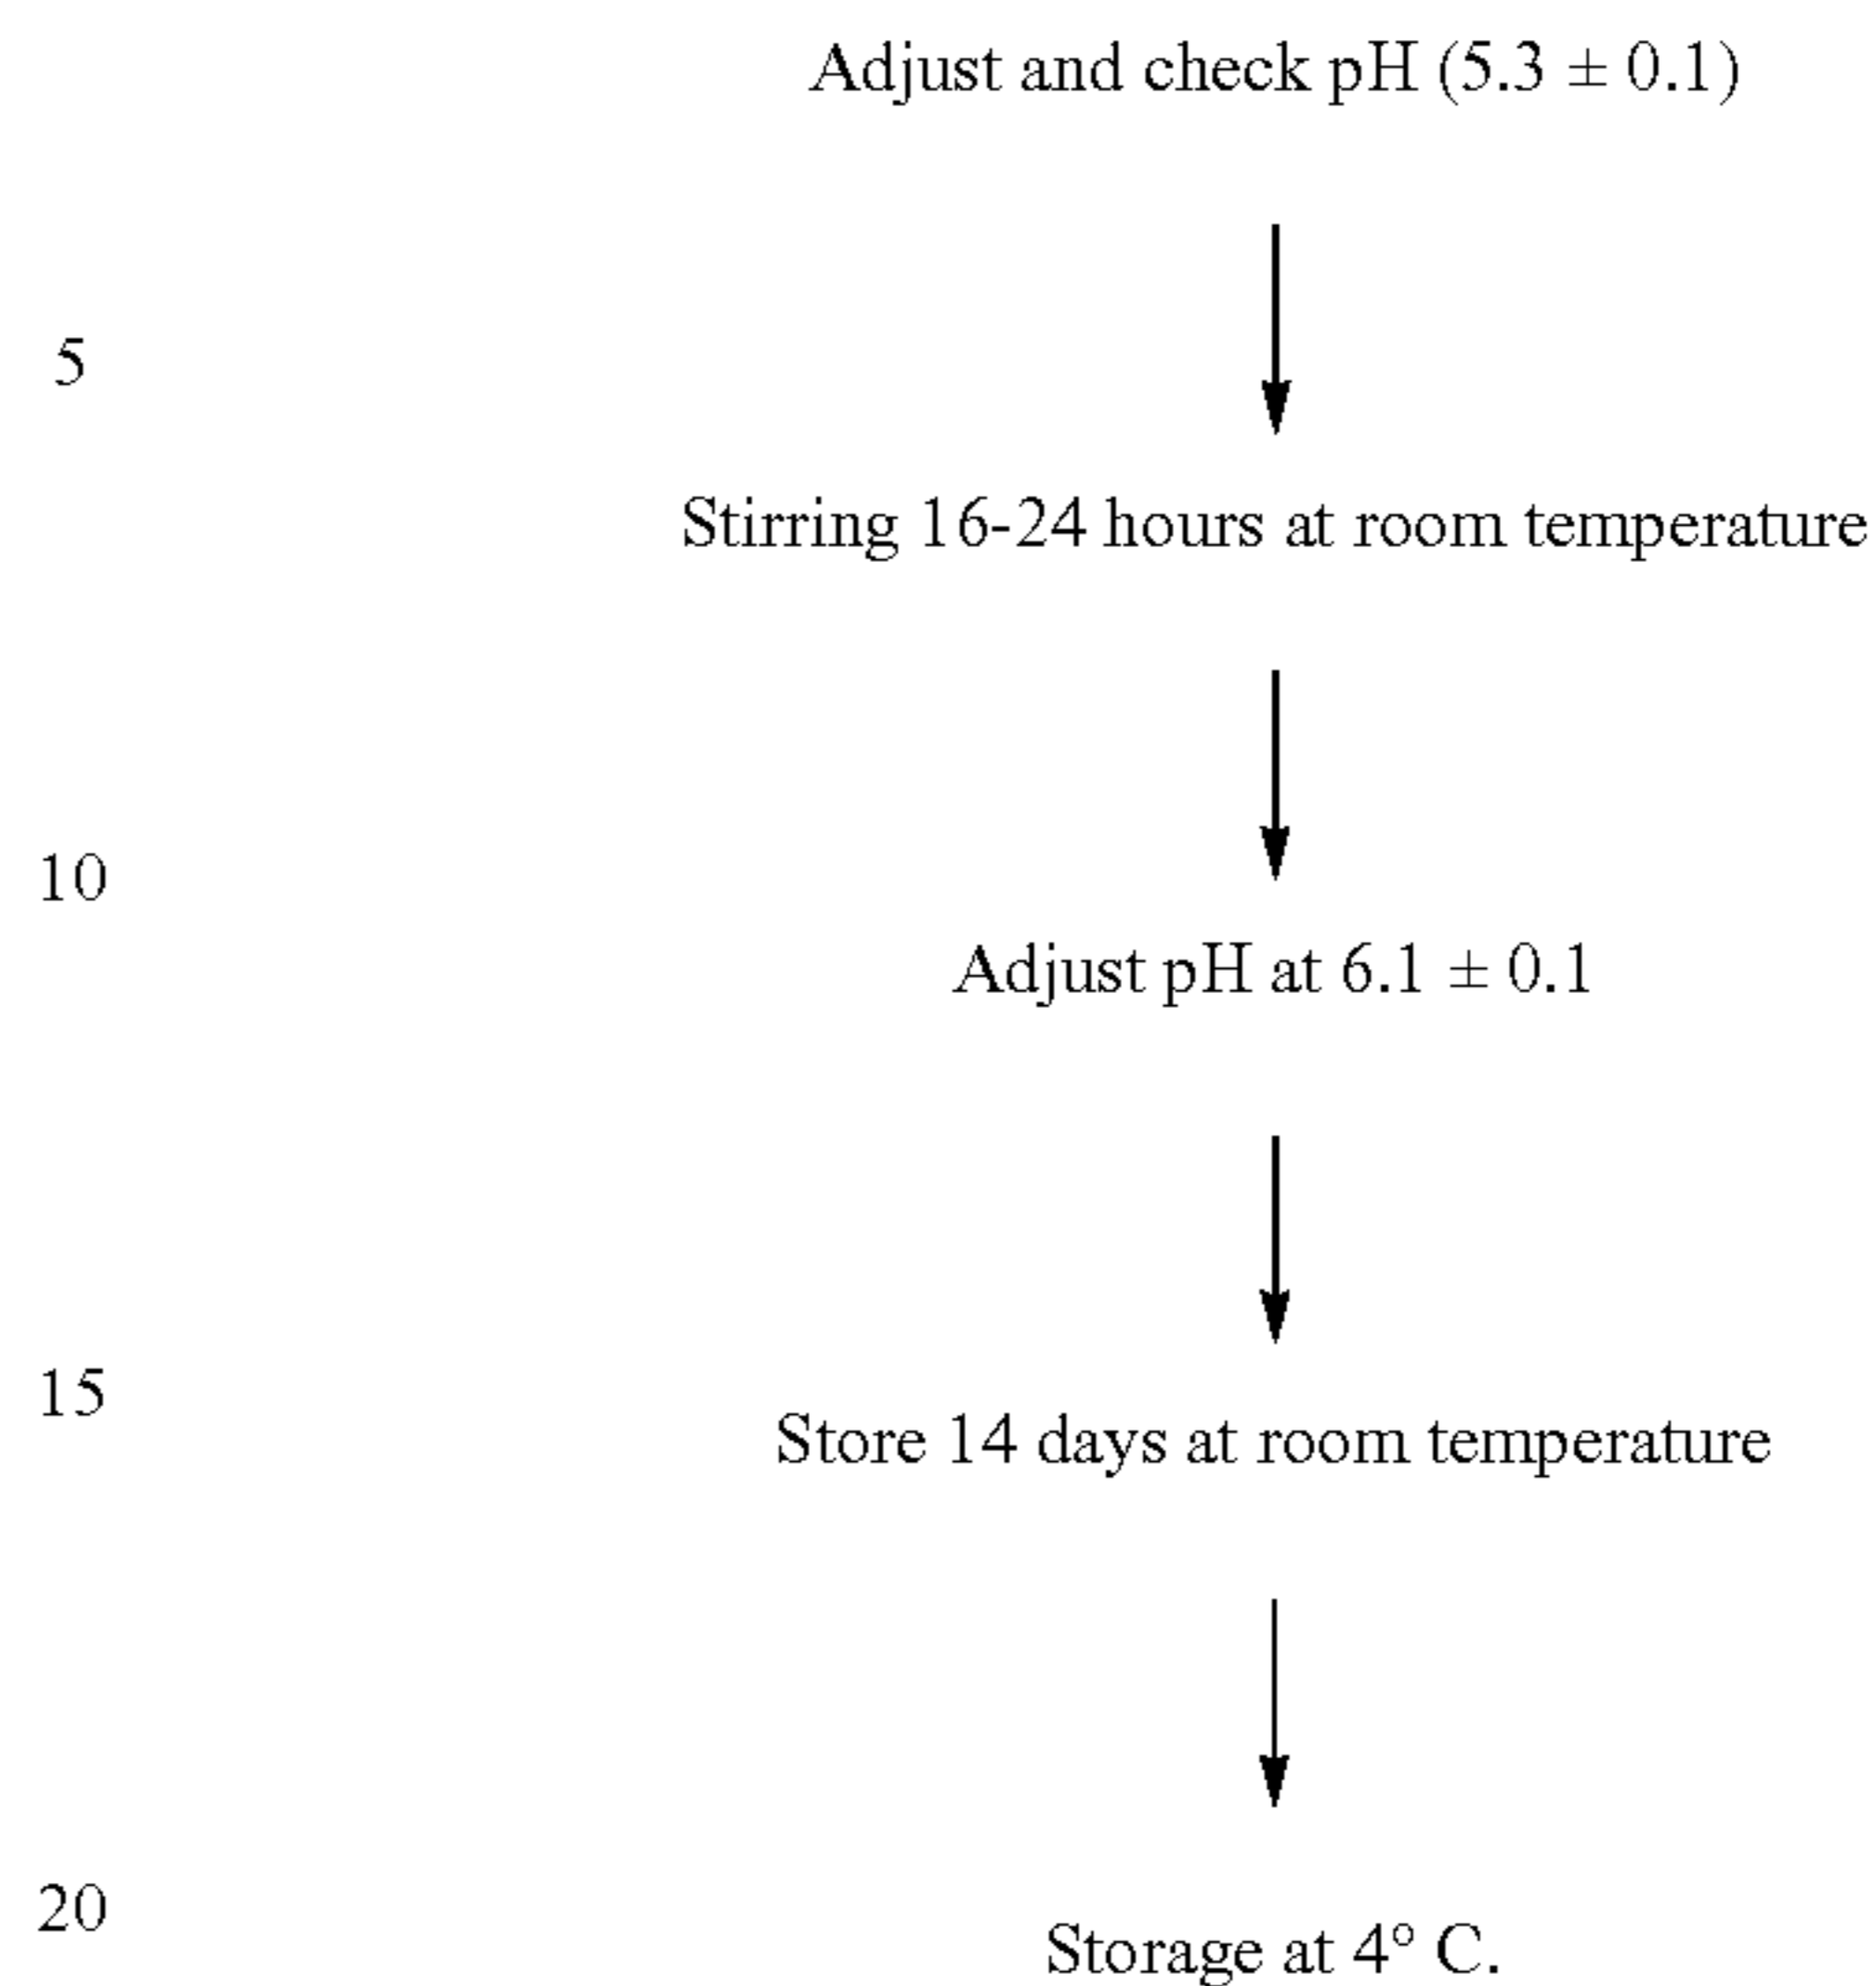 Adjust and check pH (5.3 ± 0.1)
5
Stirring 16-24 hours at room temperature
10
Adjust pH at 6.1 ± 0.1
15
Store 14 days at room temperature
20
Storage at 4° C.